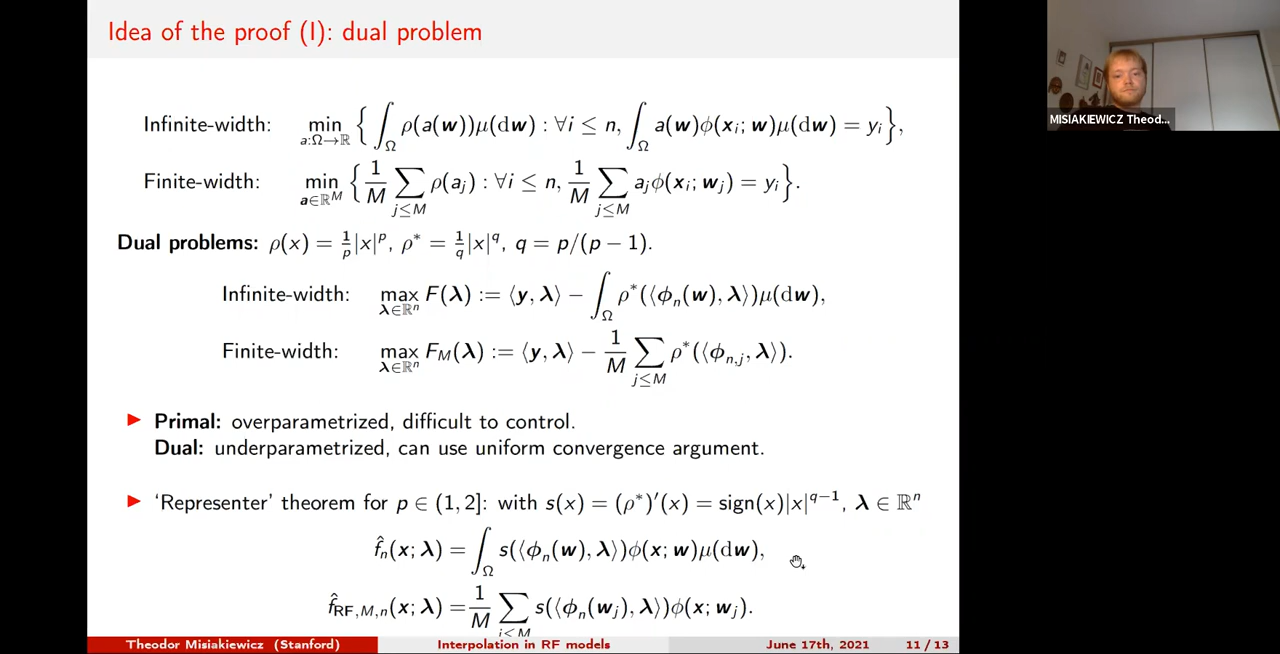 Idea of the proof (I): dual problem
MISIAKIEWICZ Theod...
Infinite-width: min_{a:Ω→ℝ} { ∫_Ω ρ(a(w))μ(dw) : ∀i ≤ n, ∫_Ω a(w)ϕ(x_i; w)μ(dw) = y_i },
Finite-width: min_{a∈ℝ^M} { 1/M ∑_{j≤M} ρ(a_j) : ∀i ≤ n, 1/M ∑_{j≤M} a_jϕ(x_i; w_j) = y_i }.
Dual problems: ρ(x) = 1/p |x|^p, ρ* = 1/q |x|^q, q = p/(p − 1).
Infinite-width: max_{λ∈ℝ^n} F(λ) := ⟨y, λ⟩ − ∫_Ω ρ*(⟨ϕ_n(w), λ⟩)μ(dw),
Finite-width: max_{λ∈ℝ^n} F_M(λ) := ⟨y, λ⟩ − 1/M ∑_{j≤M} ρ*(⟨ϕ_{n,j}, λ⟩).
▶ Primal: overparametrized, difficult to control.
Dual: underparametrized, can use uniform convergence argument.
▶ 'Representer' theorem for p ∈ (1, 2]: with s(x) = (ρ*)′(x) = sign(x)|x|^{q−1}, λ ∈ ℝ^n
f̂_n(x; λ) = ∫_Ω s(⟨ϕ_n(w), λ⟩)ϕ(x; w)μ(dw),
f̂_{RF,M,n}(x; λ) = 1/M ∑_{j≤M} s(⟨ϕ_n(w_j), λ⟩)ϕ(x; w_j).
Theodor Misiakiewicz (Stanford) Interpolation in RF models June 17th, 2021 11 / 13